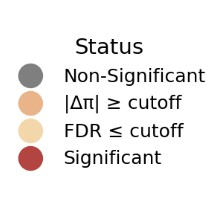 Status
Non-Significant
|Δπ| ≥ cutoff
FDR ≤ cutoff
Significant